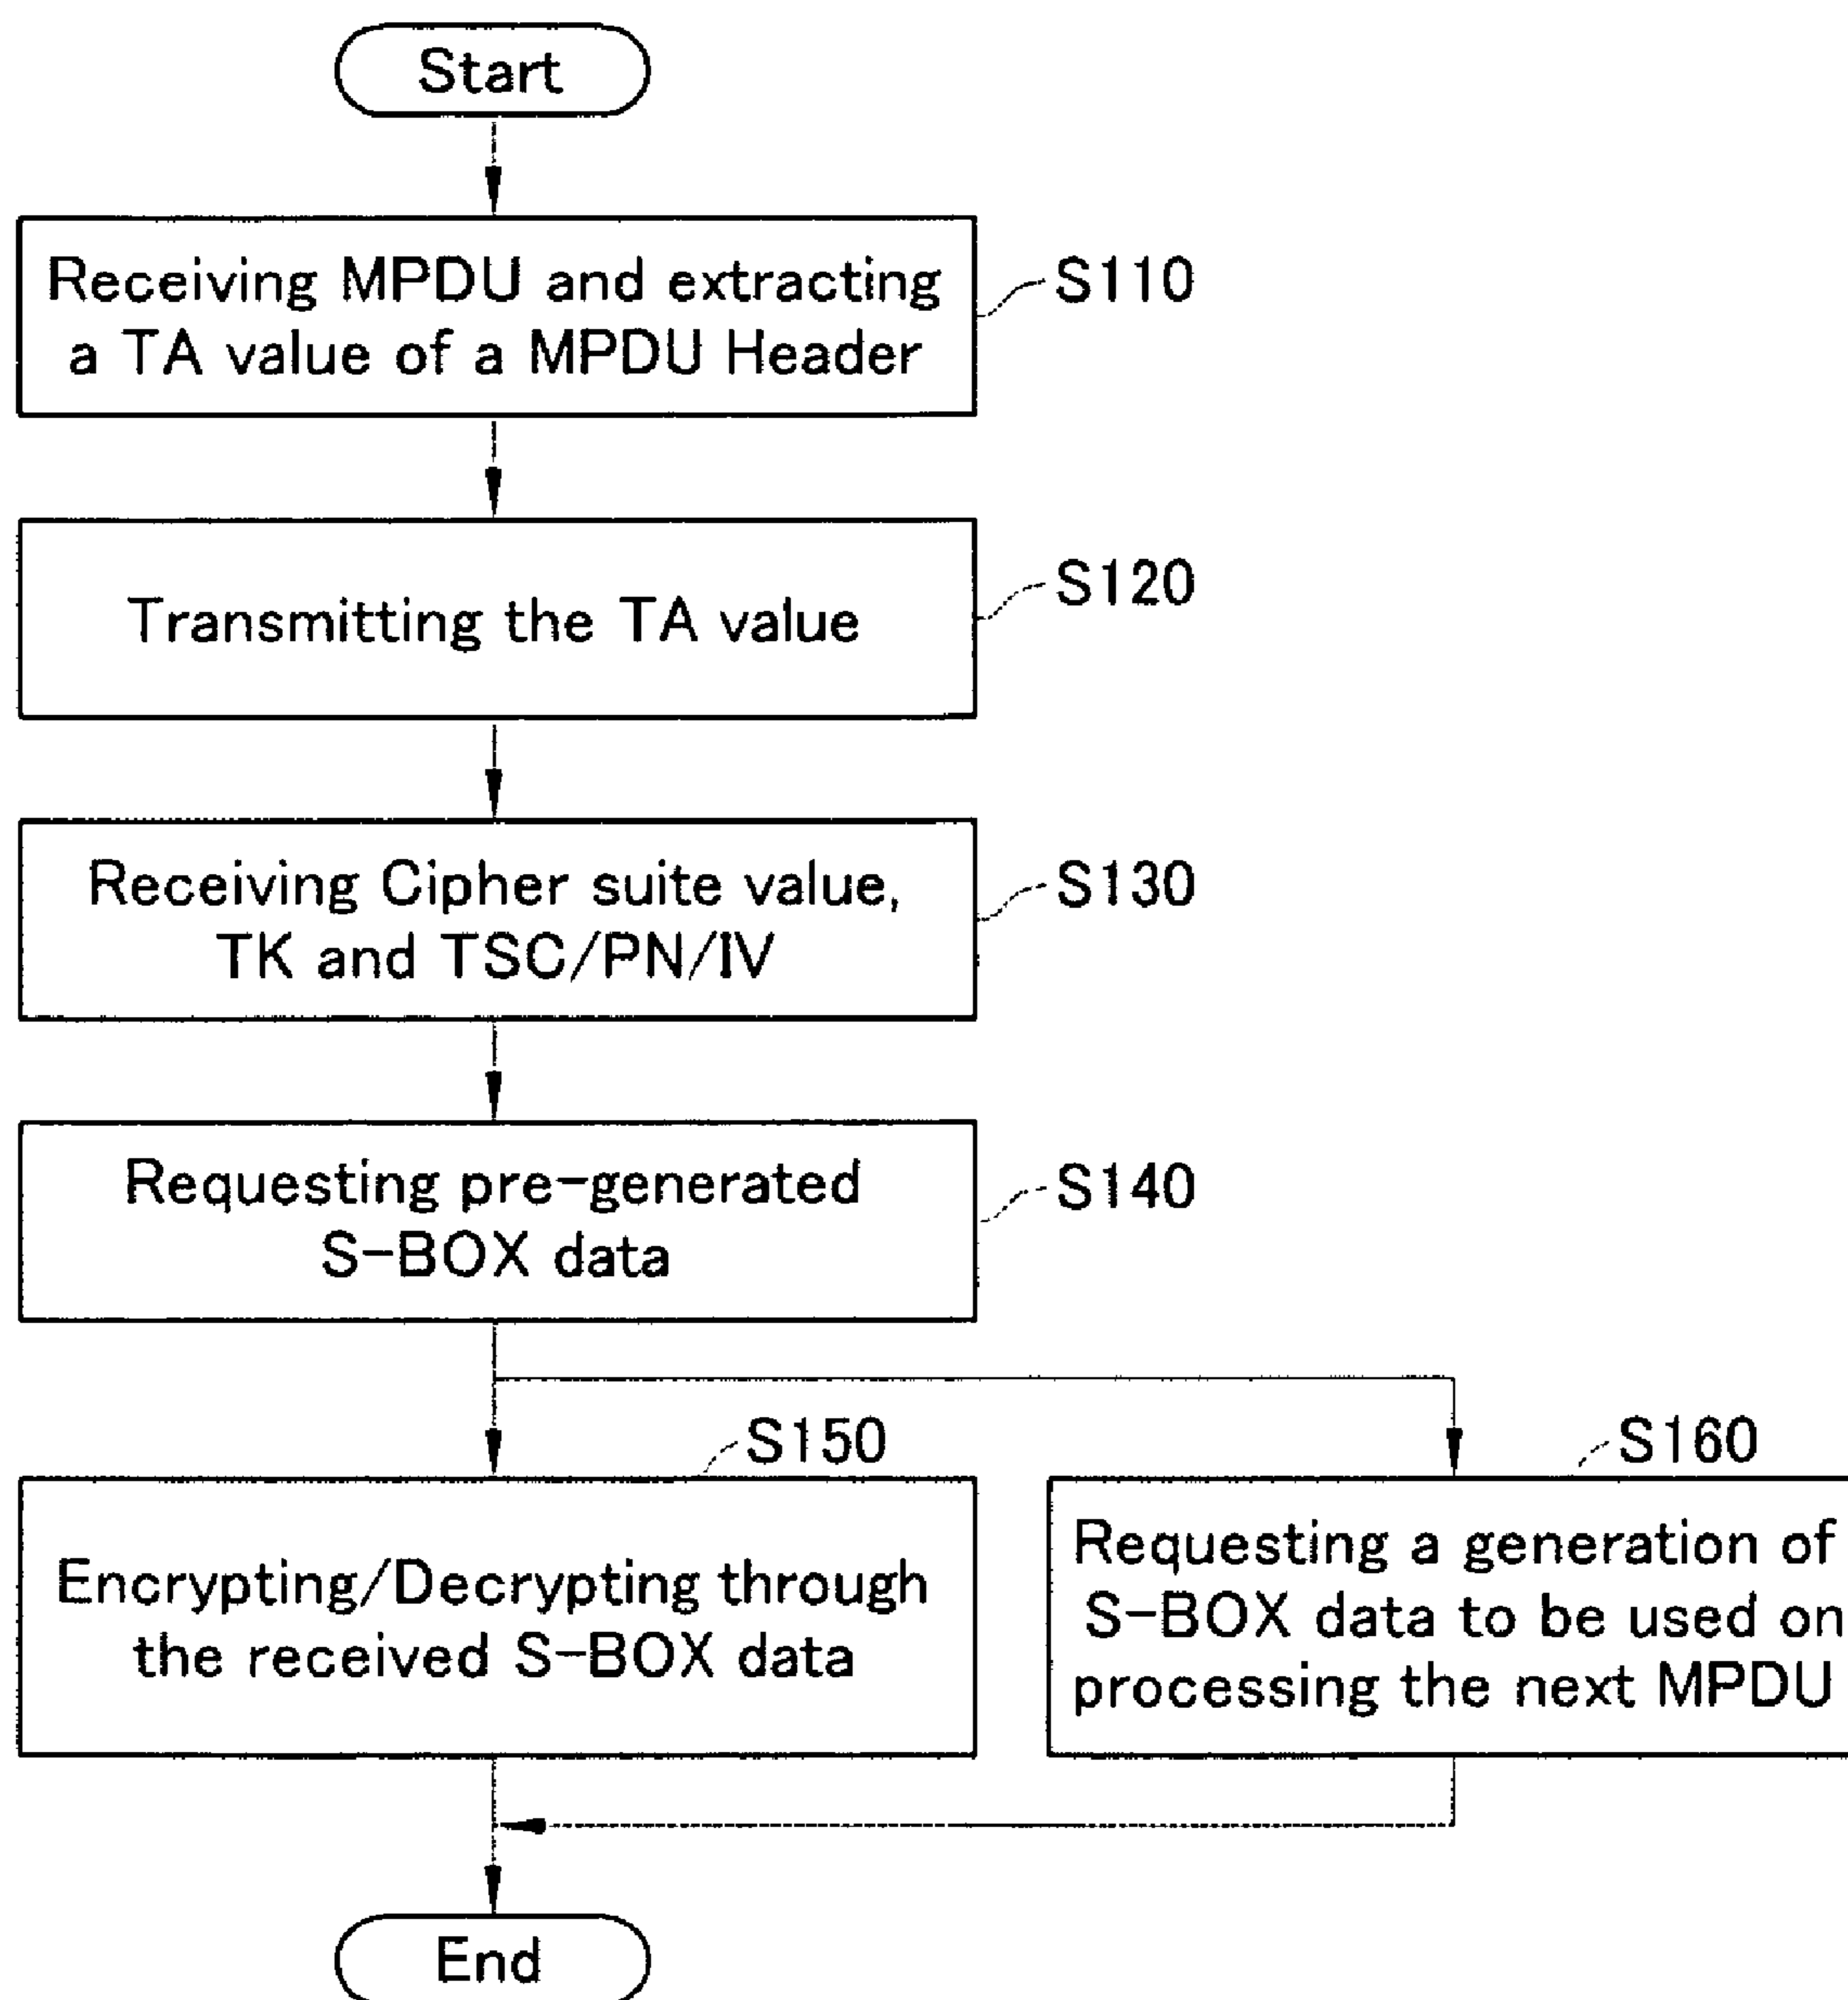 Start
Receiving MPDU and extracting
a TA value of a MPDU Header
S110
Transmitting the TA value
S120
Receiving Cipher suite value,
TK and TSC/PN/IV
S130
Requesting pre-generated
S-BOX data
S140
S150
Encrypting/Decrypting through
the received S-BOX data
S160
Requesting a generation of
S-BOX data to be used on
processing the next MPDU
End